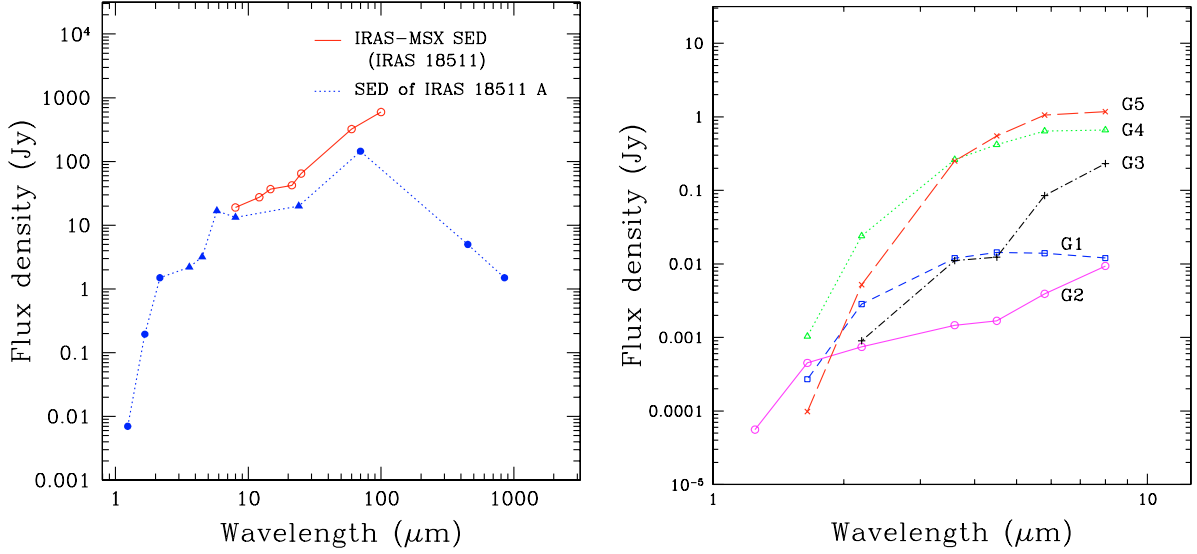 10⁴
1000
100
10
1
0.1
0.01
0.001
Flux density (Jy)
IRAS-MSX SED
(IRAS 18511)
SED of IRAS 18511 A
1 10 100 1000
Wavelength (μm)
10
1
0.1
0.01
0.001
0.0001
10⁻⁵
Flux density (Jy)
G5
G4
G3
G1
G2
1 10
Wavelength (μm)